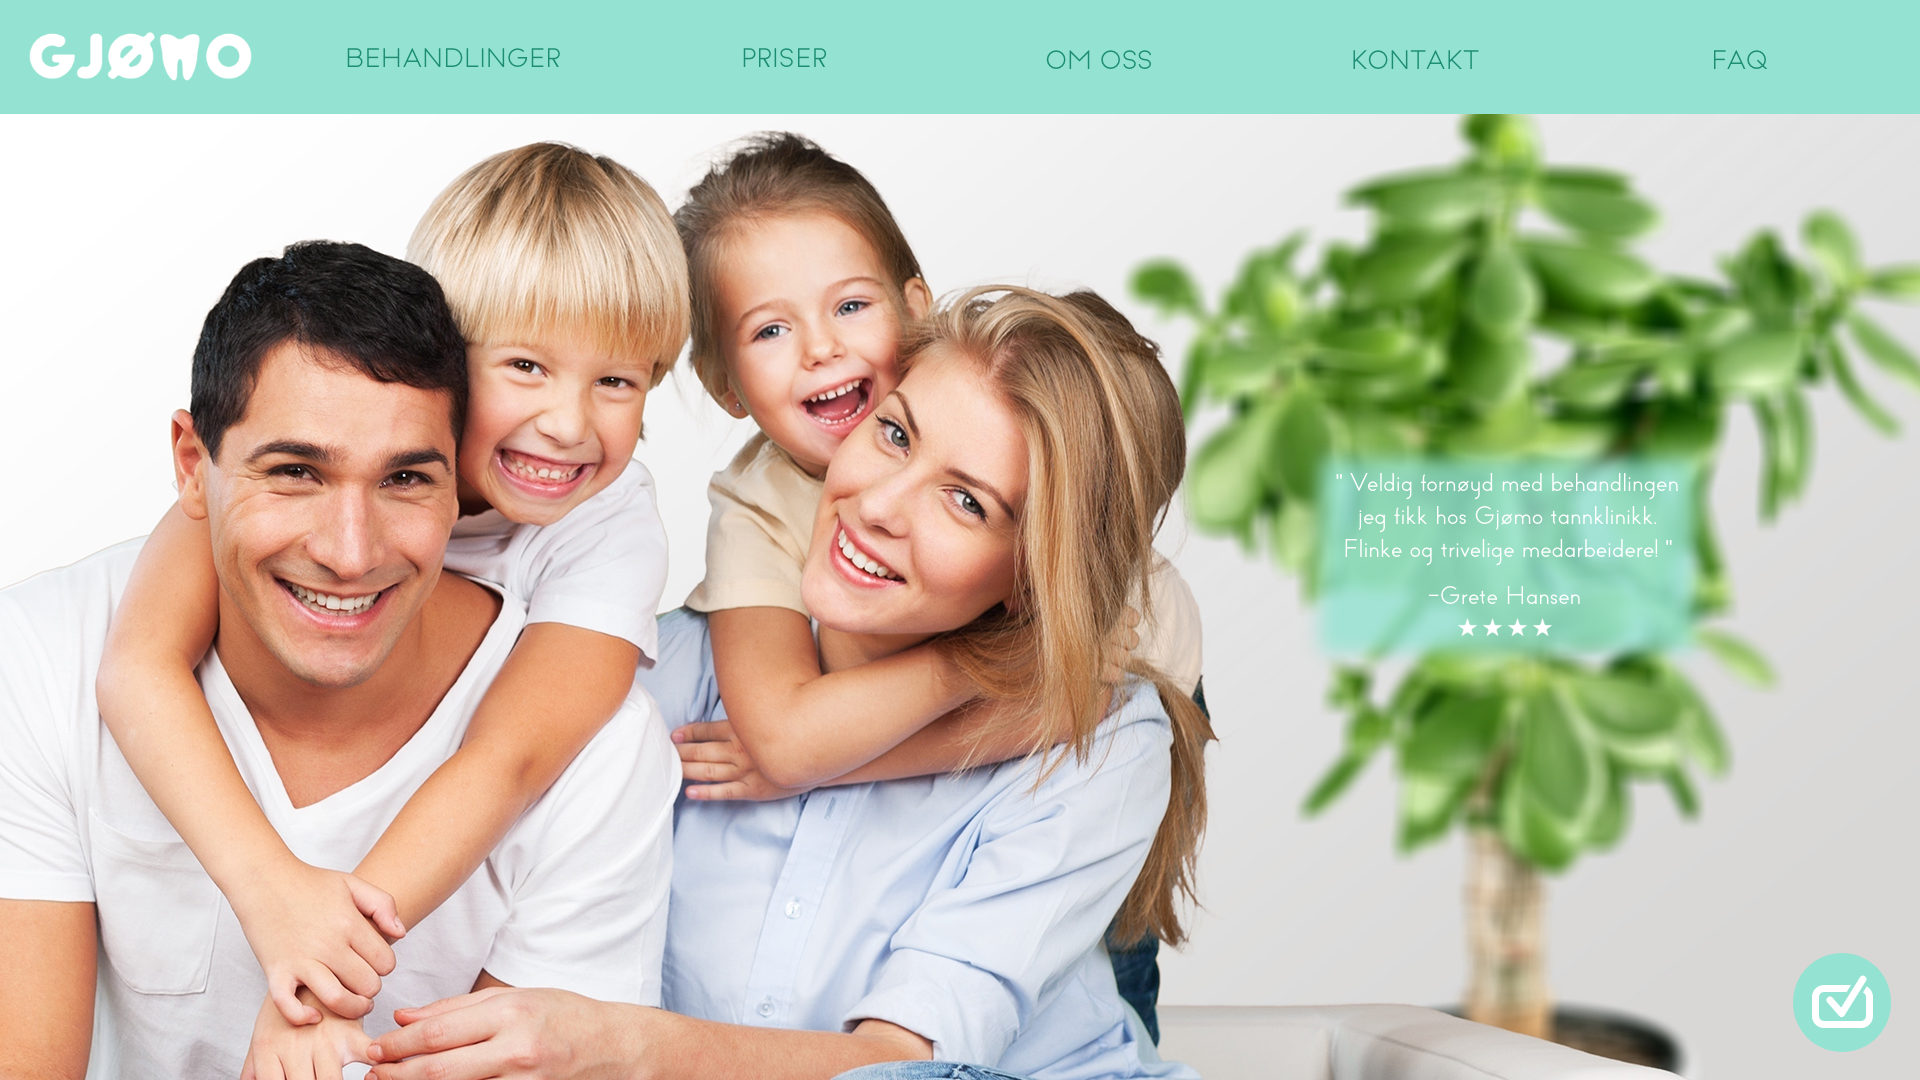 GJØMO
BEHANDLINGER
PRISER
OM OSS
KONTAKT
FAQ
" Veldig fornøyd med behandlingen
jeg fikk hos Gjømo tannklinikk.
Flinke og trivelige medarbeidere! "
-Grete Hansen
★★★★